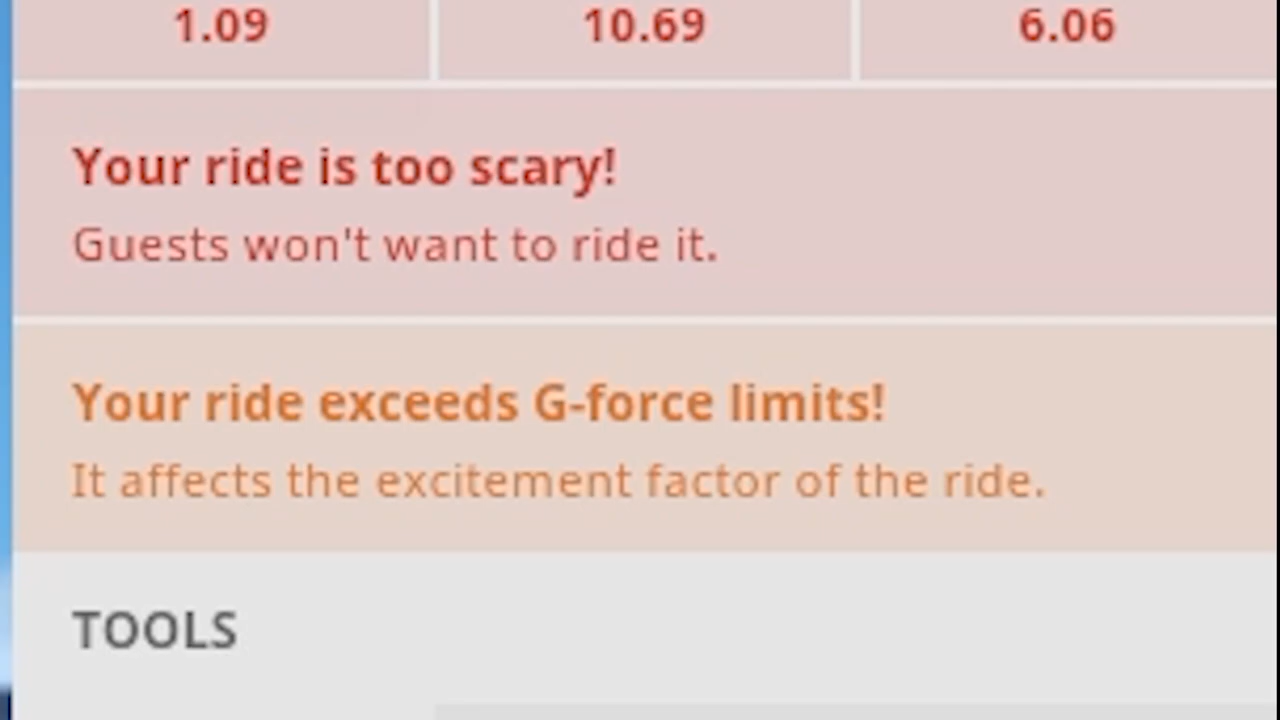 1.09 10.69 6.06
Your ride is too scary!
Guests won't want to ride it.
Your ride exceeds G-force limits!
It affects the excitement factor of the ride.
TOOLS